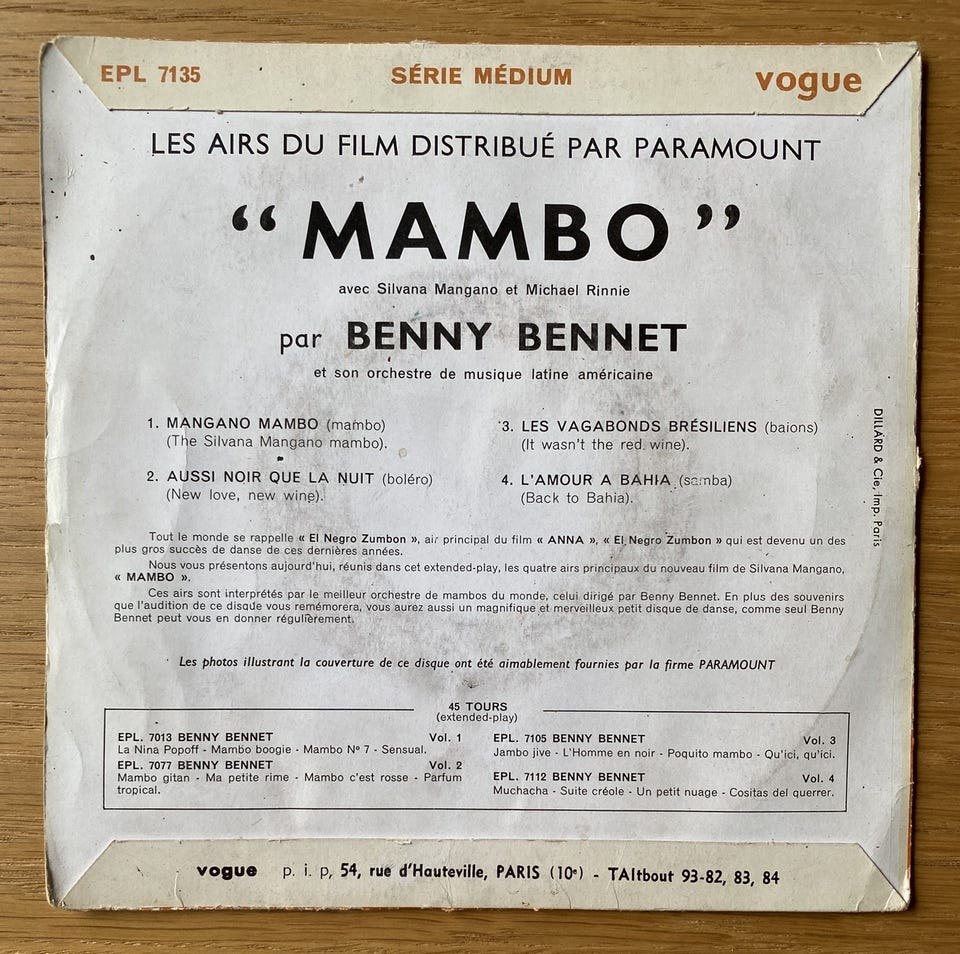 EPL 7135 SÉRIE MÉDIUM vogue
LES AIRS DU FILM DISTRIBUÉ PAR PARAMOUNT
“ MAMBO ”
avec Silvana Mangano et Michael Rinnie
par BENNY BENNET
et son orchestre de musique latine américaine
1. MANGANO MAMBO (mambo)
(The Silvana Mangano mambo).
2. AUSSI NOIR QUE LA NUIT (boléro)
(New love, new wine).
3. LES VAGABONDS BRÉSILIENS (baions)
(It wasn't the red wine).
4. L'AMOUR A BAHIA (samba)
(Back to Bahia).
DILLARD & Cie, Imp. Paris
Tout le monde se rappelle « El Negro Zumbon », air principal du film « ANNA », « El Negro Zumbon » qui est devenu un des
plus gros succès de danse de ces dernières années.
Nous vous présentons aujourd'hui, réunis dans cet extended-play, les quatre airs principaux du nouveau film de Silvana Mangano,
« MAMBO ».
Ces airs sont interprétés par le meilleur orchestre de mambos du monde, celui dirigé par Benny Bennet. En plus des souvenirs
que l'audition de ce disque vous remémorera, vous aurez aussi un magnifique et merveilleux petit disque de danse, comme seul Benny
Bennet peut vous en donner régulièrement.
Les photos illustrant la couverture de ce disque ont été aimablement fournies par la firme PARAMOUNT
45 TOURS
(extended-play)
EPL. 7013 BENNY BENNET Vol. 1
La Nina Popoff - Mambo boogie - Mambo Nº 7 - Sensual.
EPL. 7077 BENNY BENNET Vol. 2
Mambo gitan - Ma petite rime - Mambo c'est rosse - Parfum
tropical.
EPL. 7105 BENNY BENNET Vol. 3
Jambo jive - L'Homme en noir - Poquito mambo - Qu'ici, qu'ici.
EPL. 7112 BENNY BENNET Vol. 4
Muchacha - Suite créole - Un petit nuage - Cositas del querrer.
vogue p. i. p, 54, rue d'Hauteville, PARIS (10e) - TAItbout 93-82, 83, 84